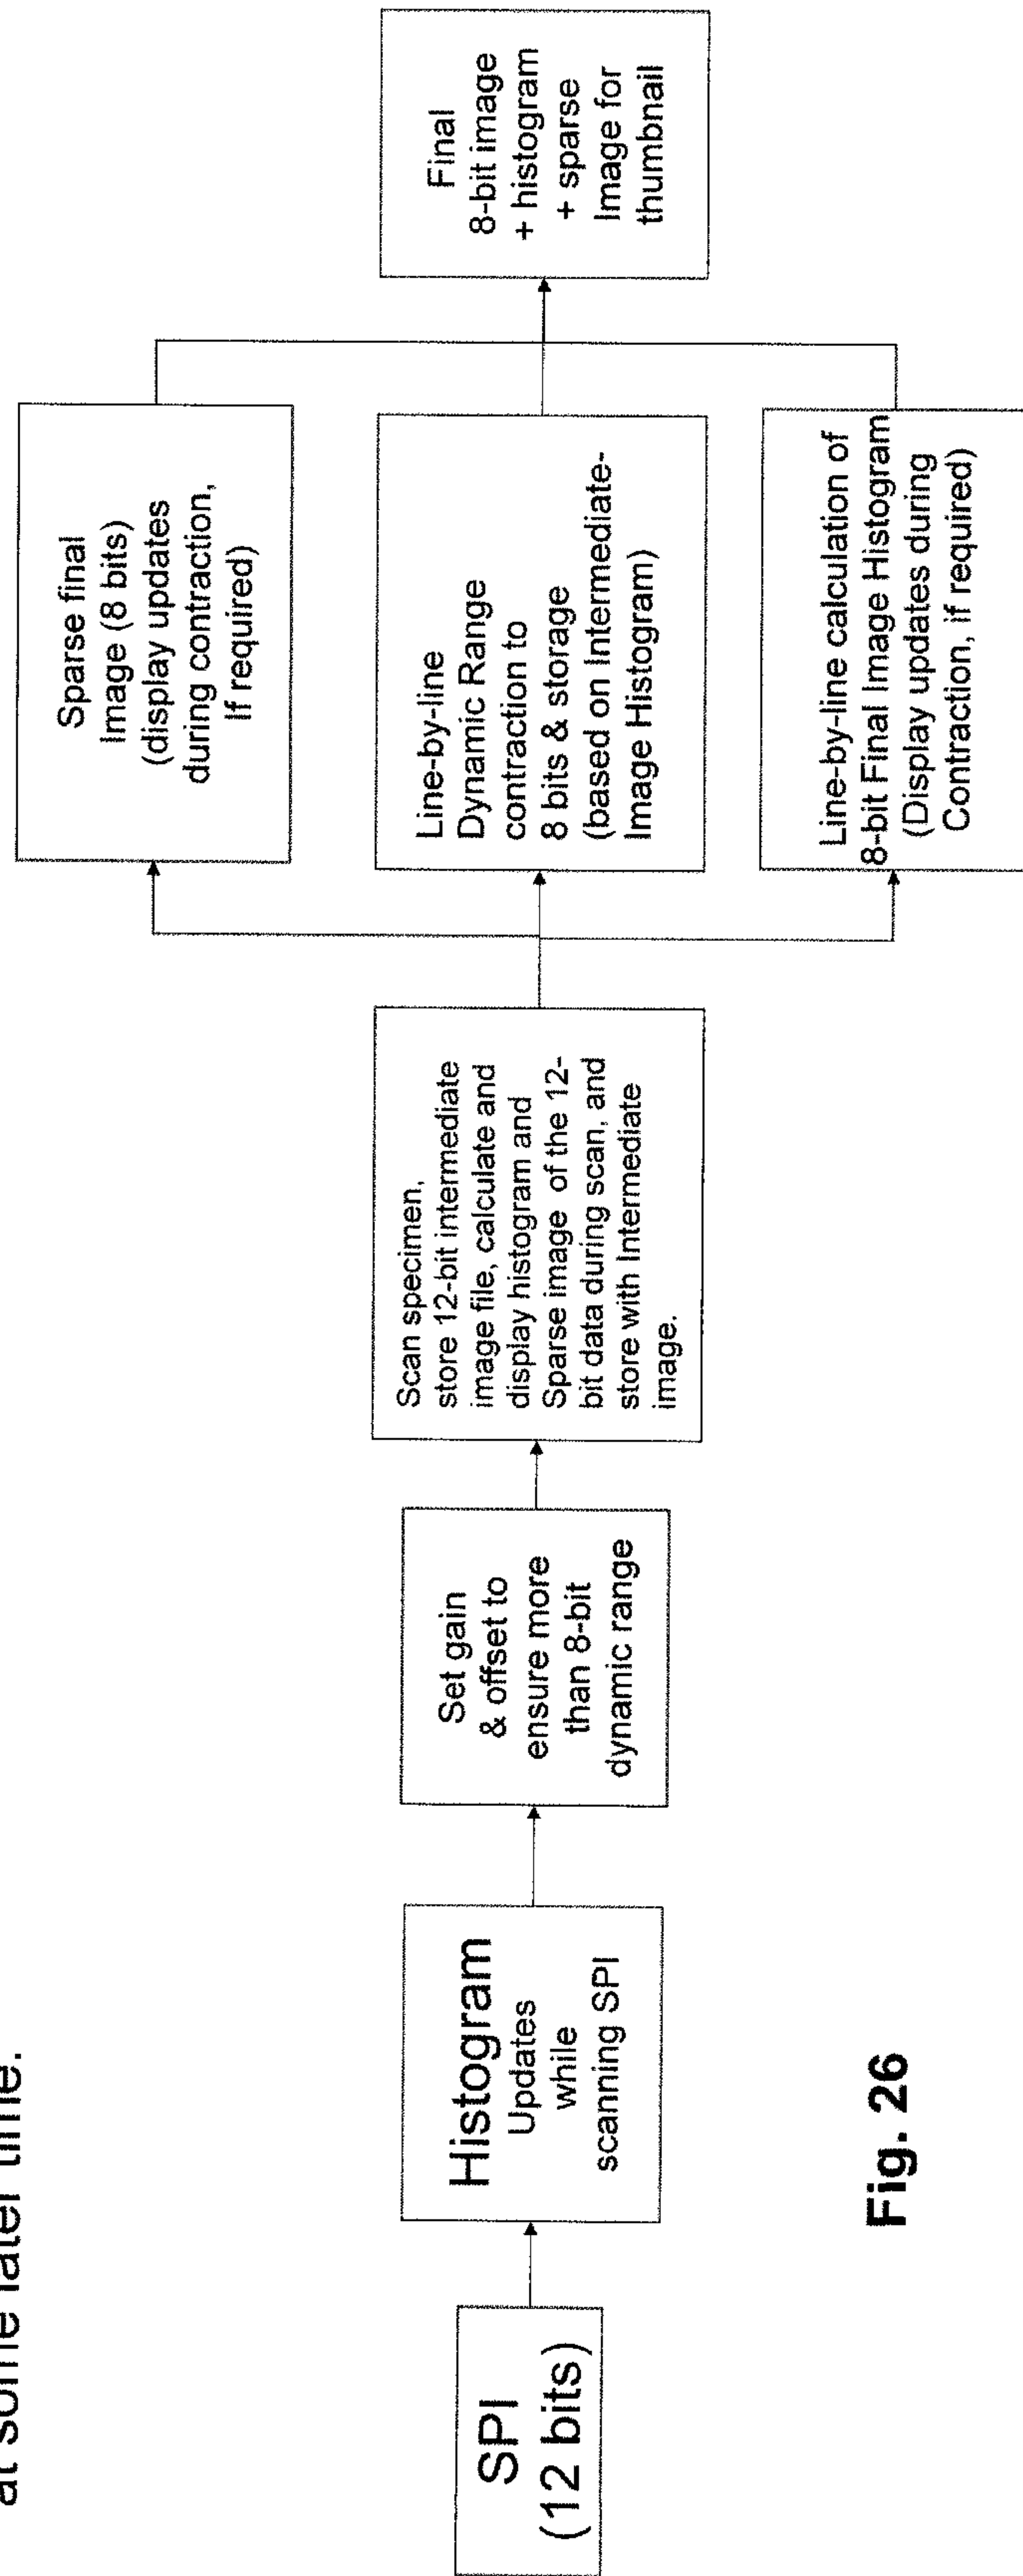 at some later time.
SPI
(12 bits)
Histogram
Updates
while
scanning SPI
Set gain
& offset to
ensure more
than 8-bit
dynamic range
Scan specimen,
store 12-bit intermediate
image file, calculate and
display histogram and
Sparse image of the 12-
bit data during scan, and
store with Intermediate
image.
Sparse final
Image (8 bits)
(display updates
during contraction,
If required)
Line-by-line
Dynamic Range
contraction to
8 bits & storage
(based on Intermediate-
Image Histogram)
Line-by-line calculation of
8-bit Final Image Histogram
(Display updates during
Contraction, if required)
Final
8-bit image
+ histogram
+ sparse
Image for
thumbnail
Fig. 26